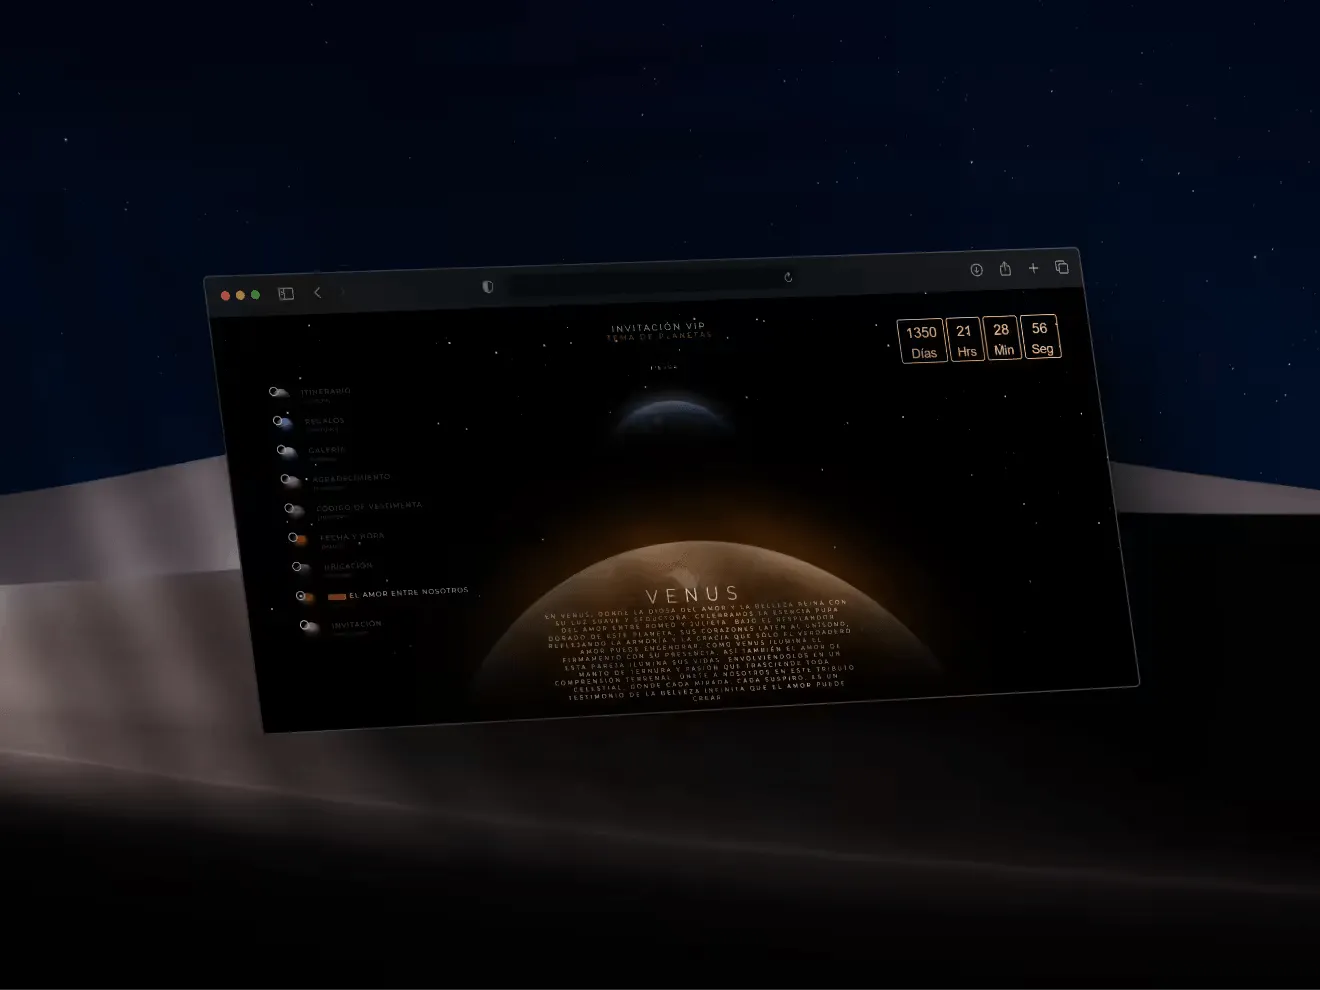 INVITACIÓN VIP
TEMA DE PLANETAS
1350 Días
21 Hrs
28 Min
56 Seg
ITINERARIO
REGALOS
GALERÍA
AGRADECIMIENTO
CÓDIGO DE VESTIMENTA
FECHA Y HORA
UBICACIÓN
EL AMOR ENTRE NOSOTROS
INVITACIÓN
VENUS
EN VENUS, DONDE LA DIOSA DEL AMOR Y LA BELLEZA REINA CON
SU LUZ SUAVE Y SEDUCTORA, CELEBRAMOS LA ESENCIA PURA
DEL AMOR ENTRE ROMEO Y JULIETA. BAJO EL RESPLANDOR
DORADO DE ESTE PLANETA, SUS CORAZONES LATEN AL UNÍSONO,
REFLEJANDO LA ARMONÍA Y LA GRACIA QUE SÓLO EL VERDADERO
AMOR PUEDE ENGENDRAR. COMO VENUS ILUMINA EL
FIRMAMENTO CON SU PRESENCIA, ASÍ TAMBIÉN EL AMOR DE
ESTA PAREJA ILUMINA SUS VIDAS, ENVOLVIÉNDOLOS EN UN
MANTO DE TERNURA Y PASIÓN QUE TRASCIENDE TODA
COMPRENSIÓN TERRENAL. ÚNETE A NOSOTROS EN ESTE TRIBUTO
CELESTIAL, DONDE CADA MIRADA, CADA SUSPIRO, ES UN
TESTIMONIO DE LA BELLEZA INFINITA QUE EL AMOR PUEDE
CREAR